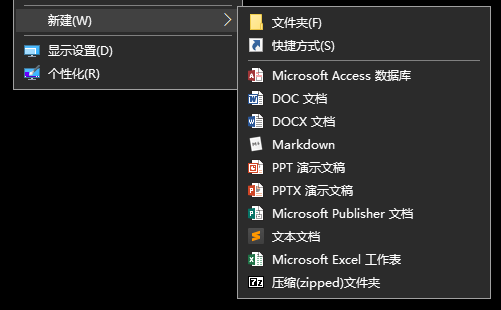 新建(W)
显示设置(D)
个性化(R)
文件夹(F)
快捷方式(S)
Microsoft Access 数据库
DOC 文档
DOCX 文档
Markdown
PPT 演示文稿
PPTX 演示文稿
Microsoft Publisher 文档
文本文档
Microsoft Excel 工作表
压缩(zipped)文件夹